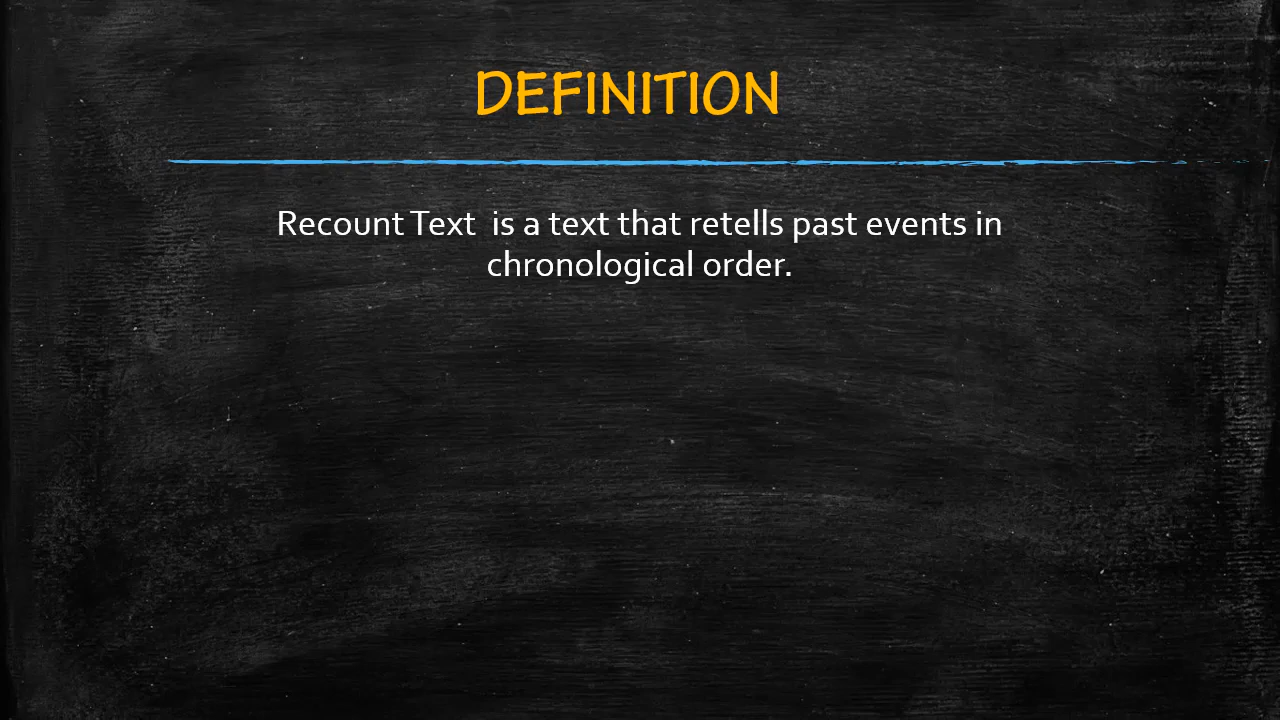 DEFINITION
Recount Text  is a text that retells past events in
chronological order.